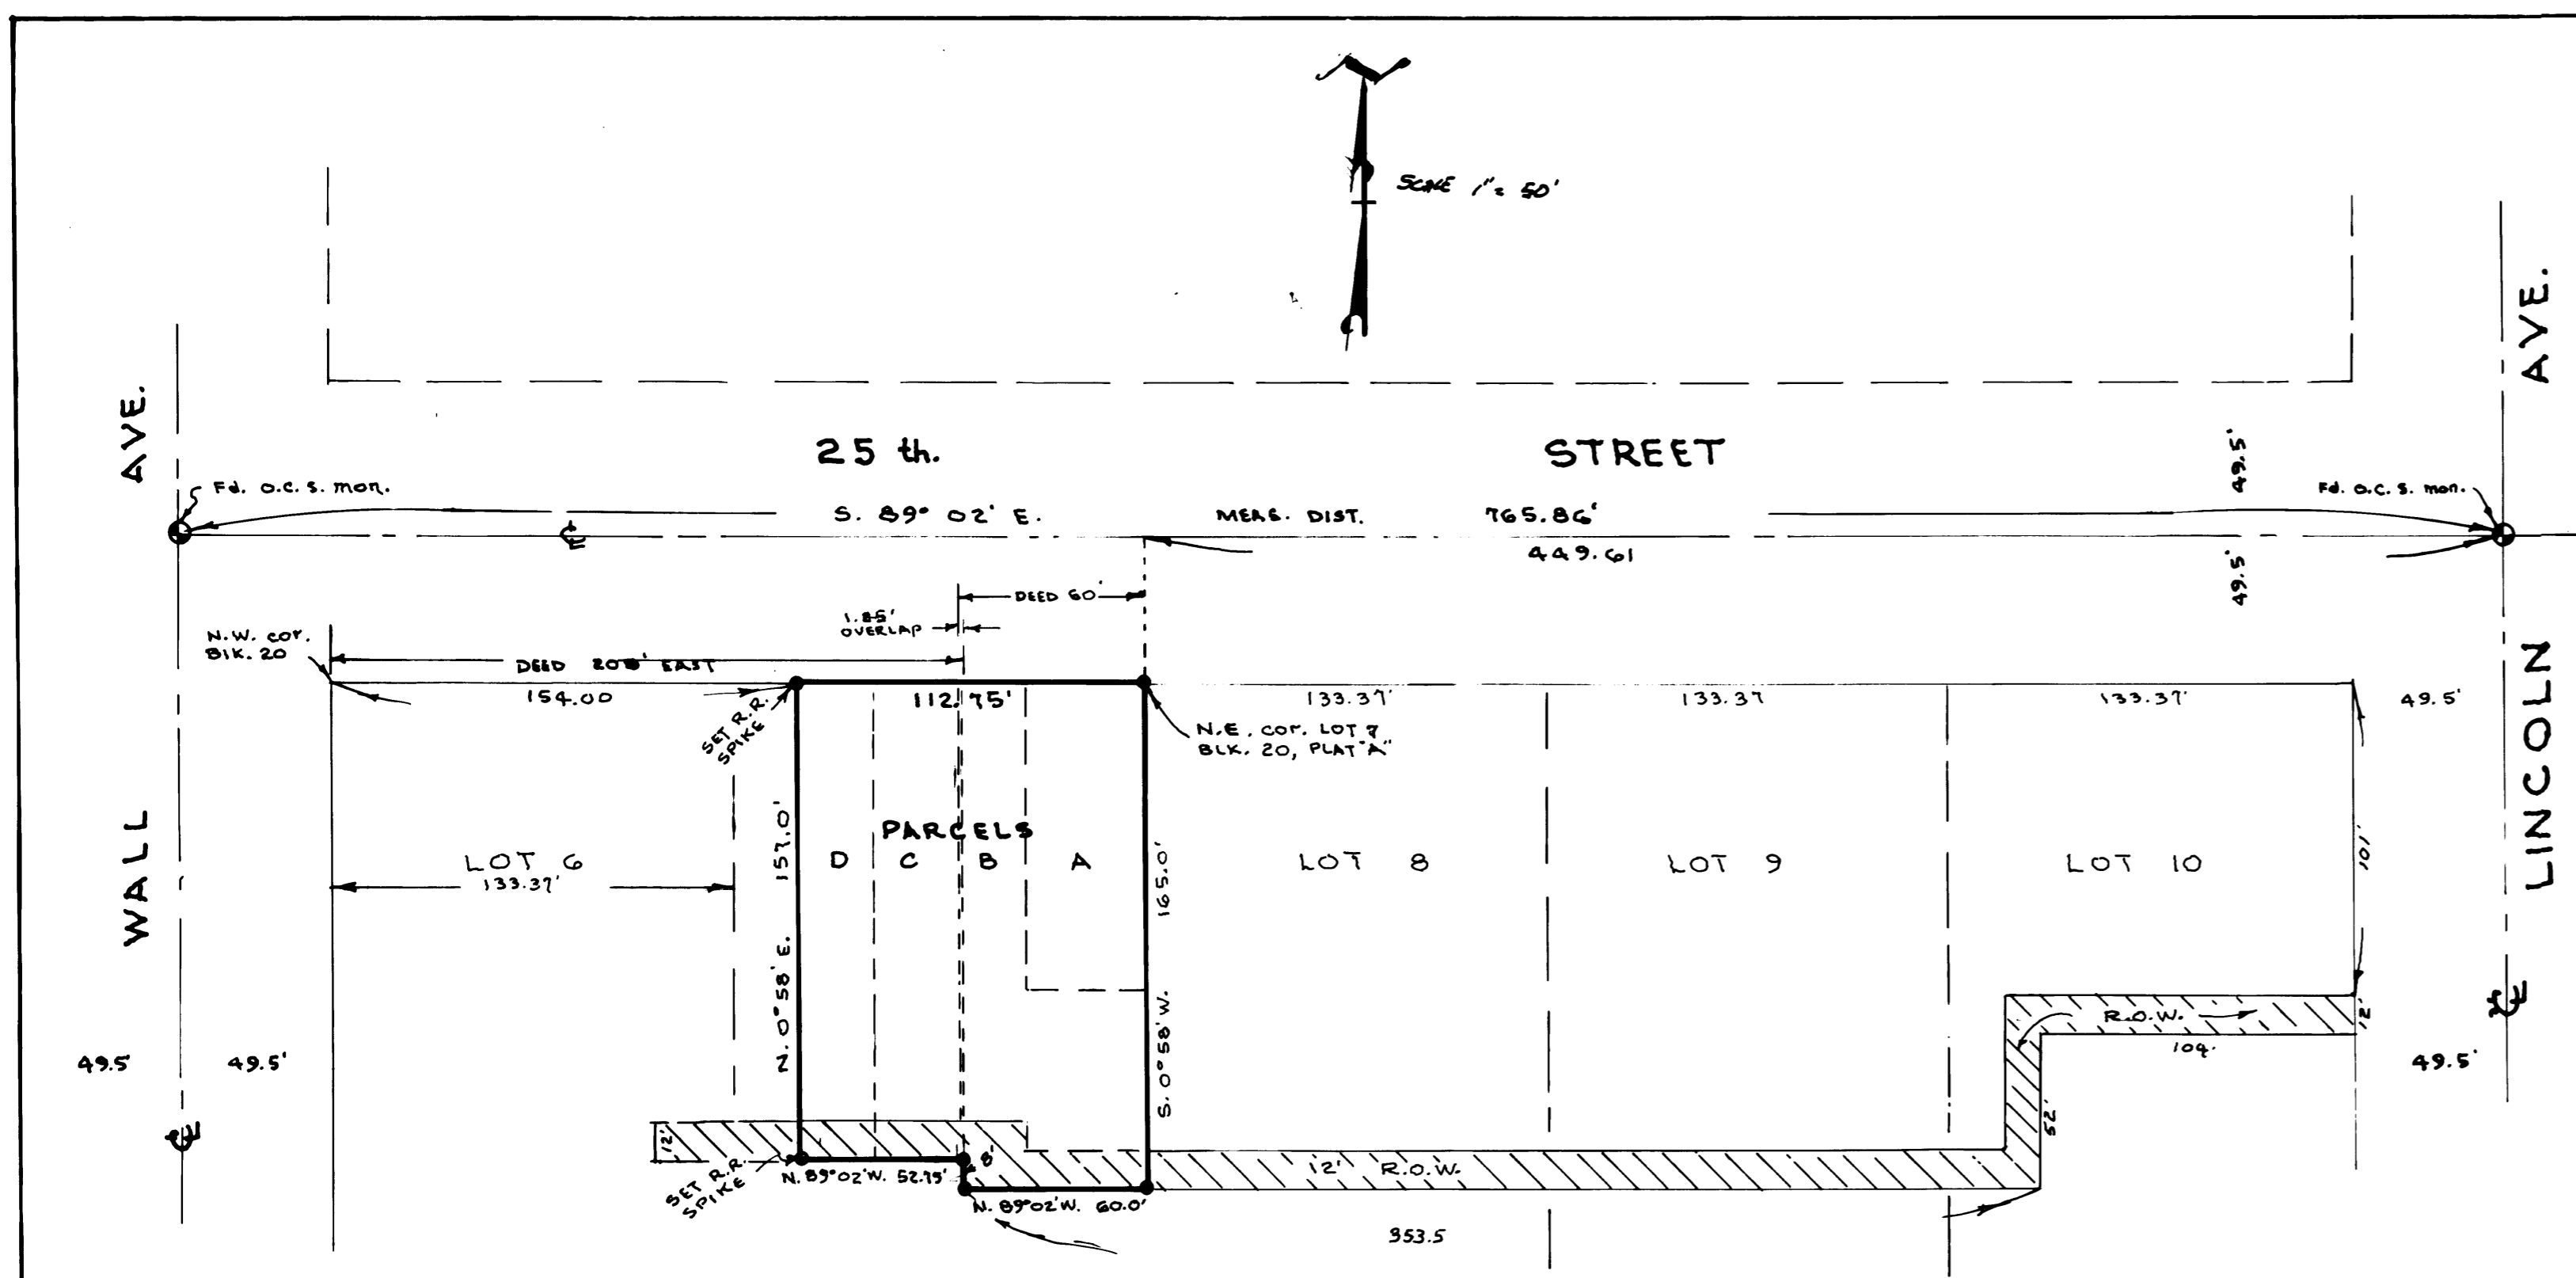 SCALE 1" = 50'
WALL AVE.
LINCOLN AVE.
25 th. STREET
49.5'
49.5'
Fd. O.C.S. mon.
Fd. O.C.S. mon.
S. 89° 02' E. MEAS. DIST. 765.86'
449.61
DEED 60'
1.85'
OVERLAP
N.W. cor.
Blk. 20
DEED 208' EAST
154.00
112.75'
133.37'
133.37
133.37'
49.5'
SET R.R.
SPIKE
N.E. cor. LOT 7
BLK. 20, PLAT "A"
PARCELS
D C B A
LOT 6
133.37'
LOT 8
LOT 9
LOT 10
157.0'
N. 0° 58' E.
165.0'
S. 0° 58' W.
101'
12'
R.O.W.
104'
52'
49.5
49.5'
49.5'
12'
SET R.R.
SPIKE
8'
N. 89° 02' W. 52.75'
N. 89° 02' W. 60.0'
12' R.O.W.
353.5